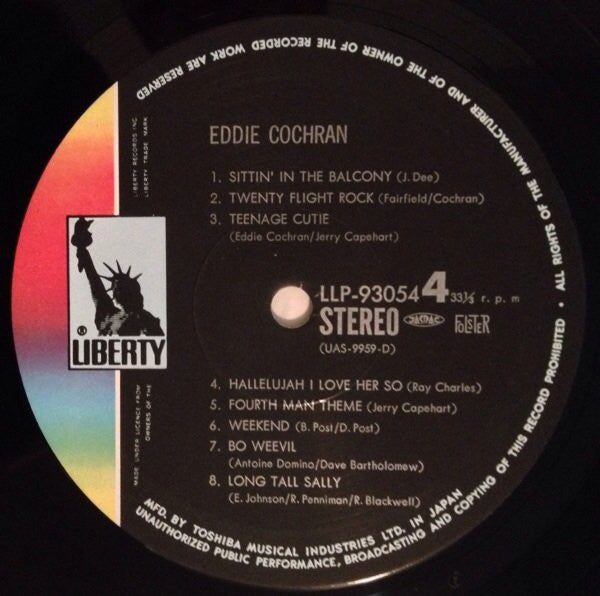 ALL RIGHTS OF THE MANUFACTURER AND OF THE OWNER OF THE RECORDED WORK ARE RESERVED
LIBERTY RECORDS INC.
LIBERTY TRADE MARK
EDDIE COCHRAN
1. SITTIN' IN THE BALCONY (J. Dee)
2. TWENTY FLIGHT ROCK (Fairfield/Cochran)
3. TEENAGE CUTIE
(Eddie Cochran/Jerry Capehart)
LLP-93054 4 33⅓ r. p. m
STEREO JASRAC
(UAS-9959-D)
® LIBERTY
4. HALLELUJAH I LOVE HER SO (Ray Charles)
5. FOURTH MAN THEME (Jerry Capehart)
6. WEEKEND (B. Post/D. Post)
7. BO WEEVIL
(Antoine Domino/Dave Bartholomew)
8. LONG TALL SALLY
(E. Johnson/R. Penniman/R. Blackwell)
MADE UNDER LICENCE FROM
OWNERS OF THE
MFD. BY TOSHIBA MUSICAL INDUSTRIES LTD. IN JAPAN
UNAUTHORIZED PUBLIC PERFORMANCE, BROADCASTING AND COPYING OF THIS RECORD PROHIBITED •